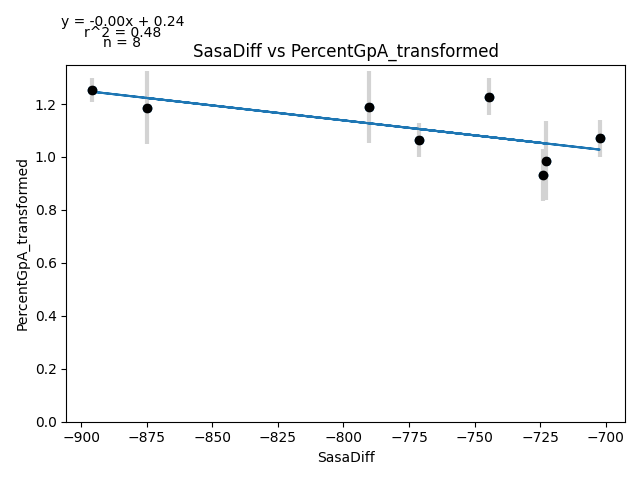 y = -0.00x + 0.24
r^2 = 0.48
n = 8
SasaDiff vs PercentGpA_transformed
PercentGpA_transformed
1.2
1.0
0.8
0.6
0.4
0.2
0.0
−900 −875 −850 −825 −800 −775 −750 −725 −700
SasaDiff